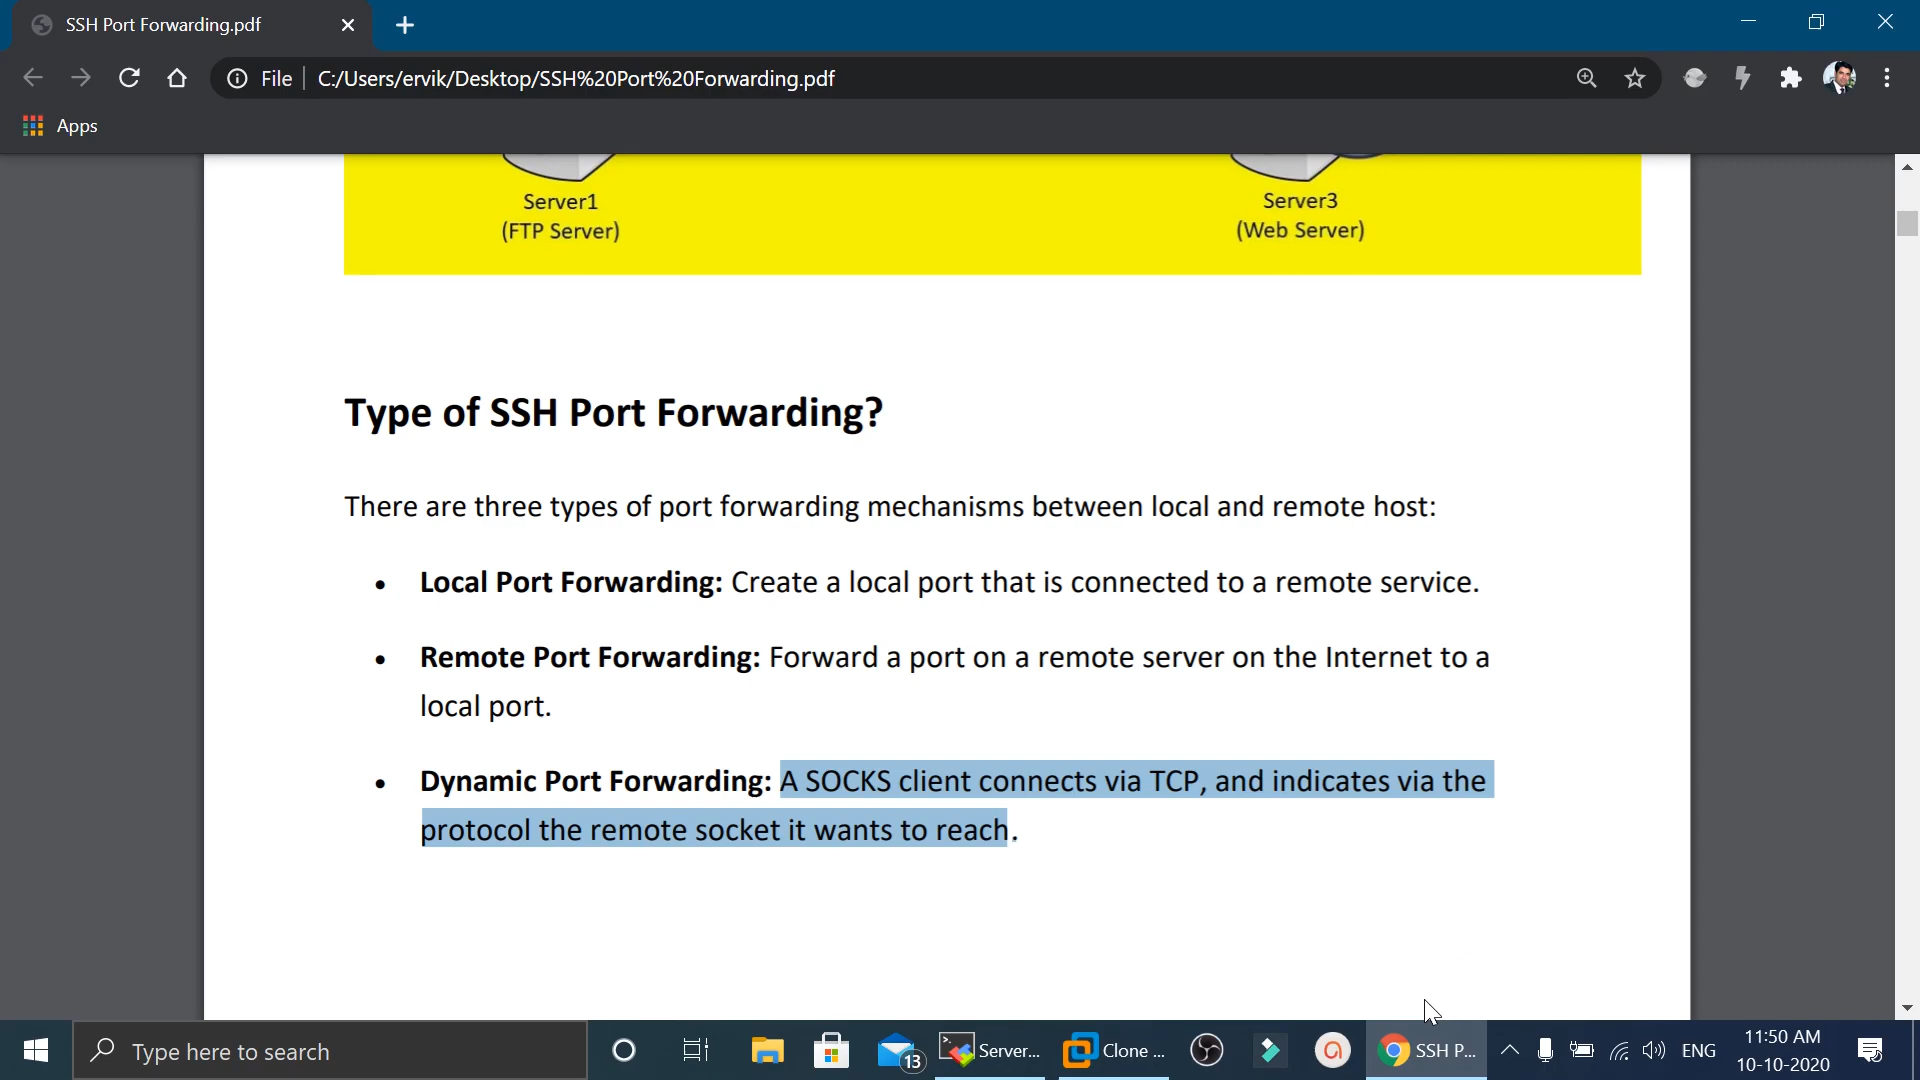 SSH Port Forwarding.pdf
File C:/Users/ervik/Desktop/SSH%20Port%20Forwarding.pdf
Apps
Server1
(FTP Server)
Server3
(Web Server)
Type of SSH Port Forwarding?
There are three types of port forwarding mechanisms between local and remote host:
• Local Port Forwarding: Create a local port that is connected to a remote service.
• Remote Port Forwarding: Forward a port on a remote server on the Internet to a
local port.
• Dynamic Port Forwarding: A SOCKS client connects via TCP, and indicates via the
protocol the remote socket it wants to reach.
Type here to search
13
Server...
Clone ...
SSH P...
ENG
11:50 AM
10-10-2020